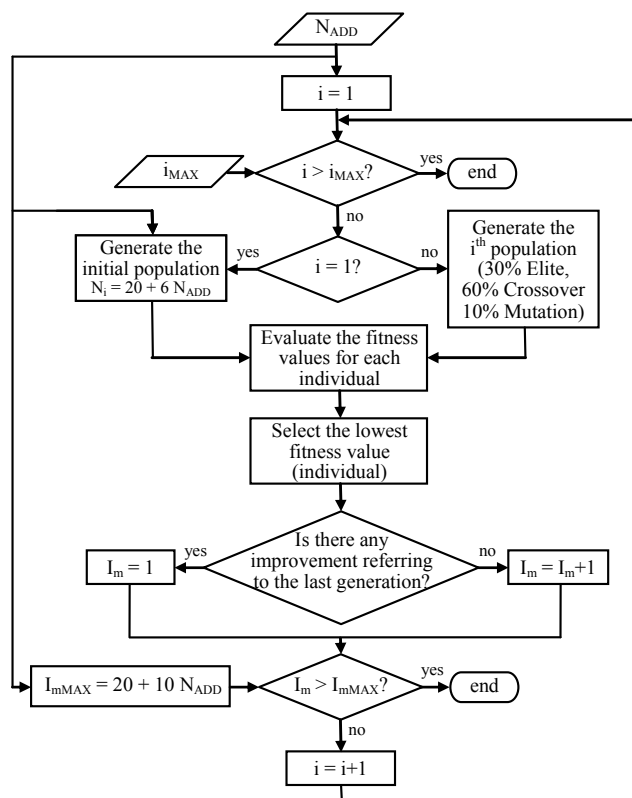 N_ADD
i = 1
i_MAX
i > i_MAX?
yes
end
no
Generate the
initial population
N_i = 20 + 6 N_ADD
yes
i = 1?
no
Generate the
i^th population
(30% Elite,
60% Crossover
10% Mutation)
Evaluate the fitness
values for each
individual
Select the lowest
fitness value
(individual)
Is there any
improvement referring
to the last generation?
yes
no
I_m = 1
I_m = I_m+1
I_mMAX = 20 + 10 N_ADD
I_m > I_mMAX?
yes
end
no
i = i+1